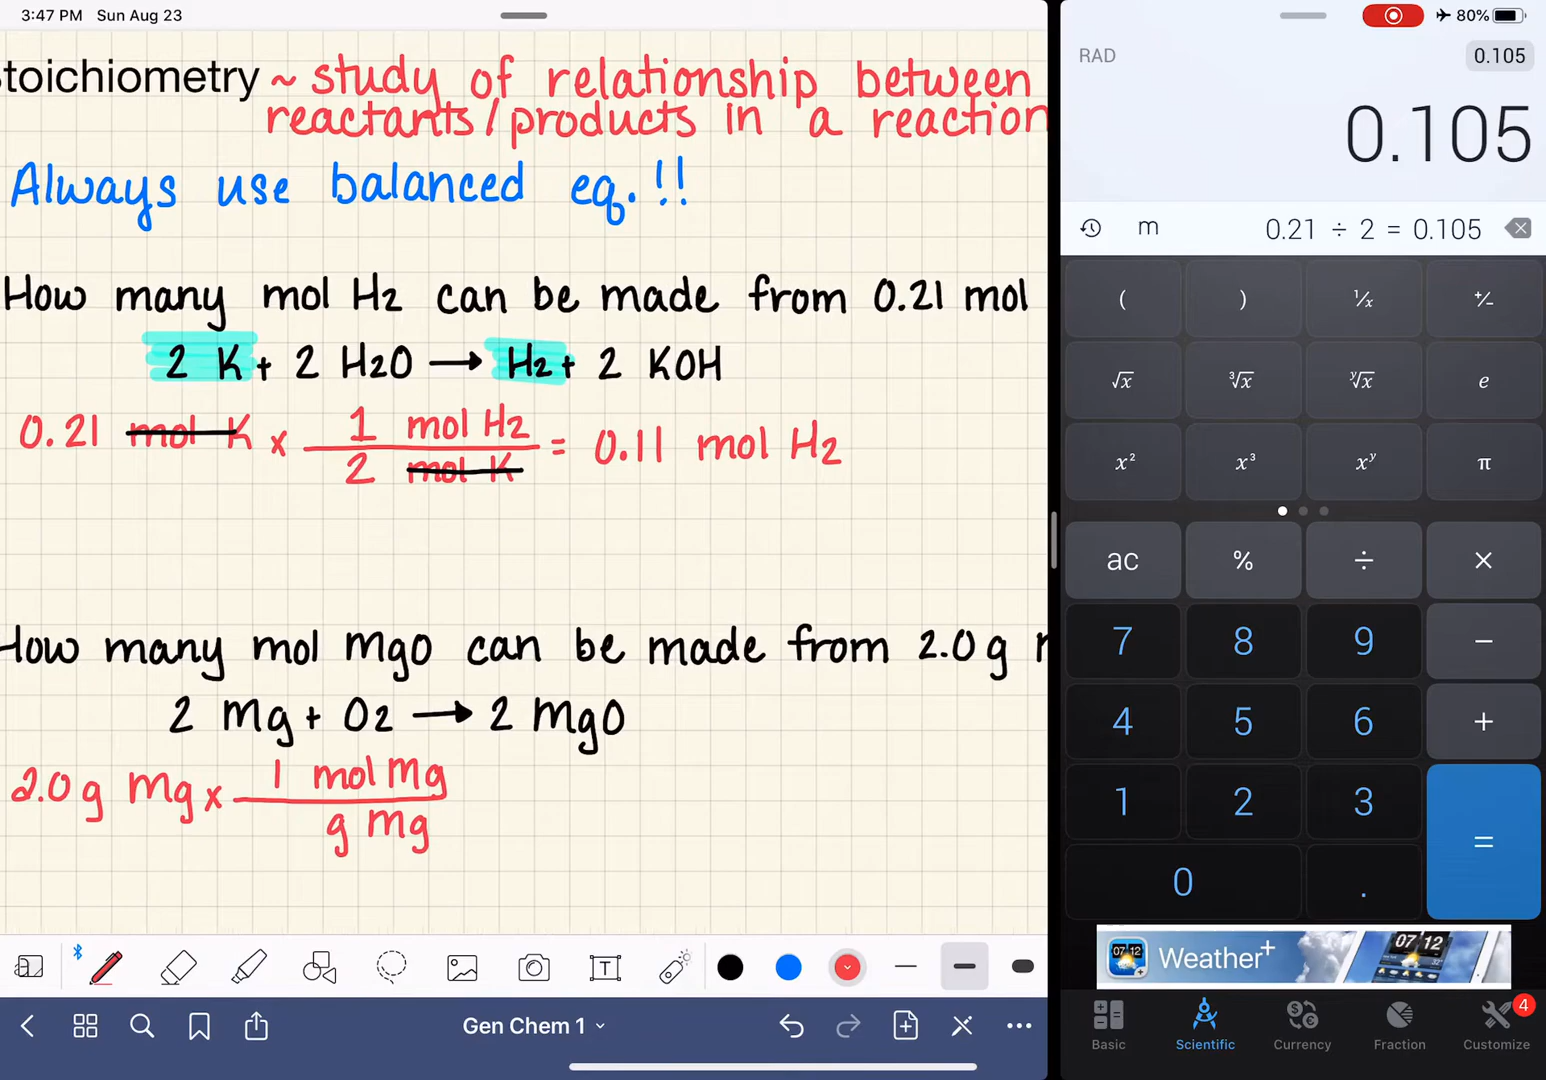 3:47 PM Sun Aug 23
80%
toichiometry ~ study of relationship between
reactants/products in a reaction
Always use balanced eq.!!
How many mol H2 can be made from 0.21 mol
2 K + 2 H2O → H2 + 2 KOH
0.21 mol K x 1 mol H2 / 2 mol K = 0.11 mol H2
How many mol MgO can be made from 2.0 g
2 Mg + O2 → 2 MgO
2.0 g Mg x 1 mol Mg / g Mg
Gen Chem 1
RAD
0.105
0.105
m
0.21 ÷ 2 = 0.105
( ) 1/x +/-
√x ∛x y√x e
x² x³ xʸ π
ac % ÷ ×
7 8 9 −
4 5 6 +
1 2 3 =
0 .
07 12
Weather+
07 12
4
Basic Scientific Currency Fraction Customize